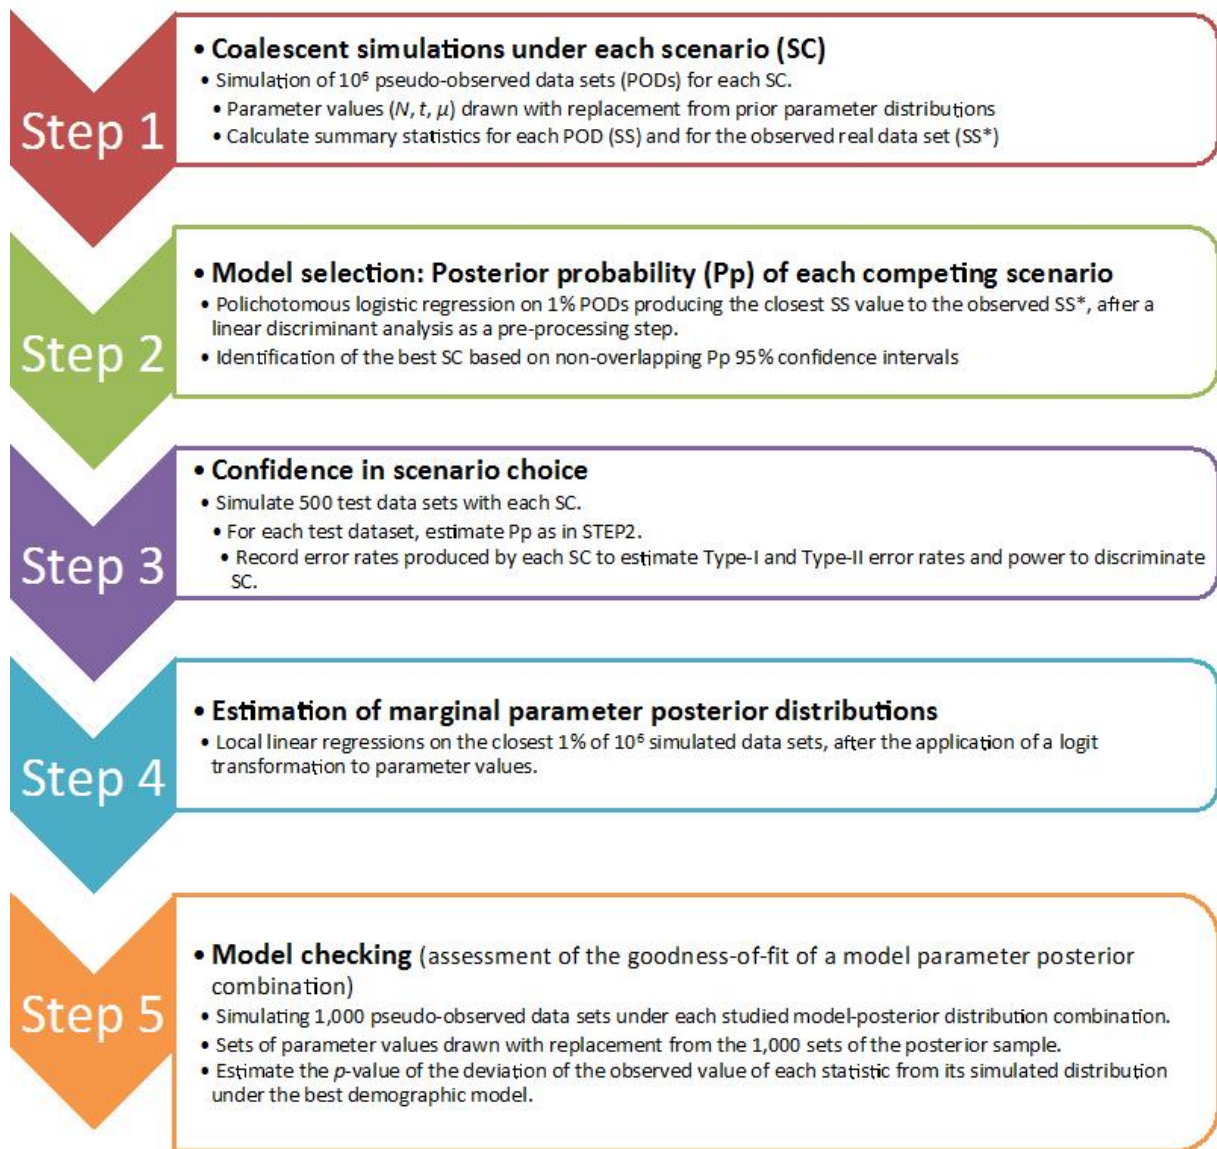 Step 1
• Coalescent simulations under each scenario (SC)
• Simulation of 10⁶ pseudo-observed data sets (PODs) for each SC.
• Parameter values (N, t, μ) drawn with replacement from prior parameter distributions
• Calculate summary statistics for each POD (SS) and for the observed real data set (SS*)
Step 2
• Model selection: Posterior probability (Pp) of each competing scenario
• Polichotomous logistic regression on 1% PODs producing the closest SS value to the observed SS*, after a
linear discriminant analysis as a pre-processing step.
• Identification of the best SC based on non-overlapping Pp 95% confidence intervals
Step 3
• Confidence in scenario choice
• Simulate 500 test data sets with each SC.
• For each test dataset, estimate Pp as in STEP2.
• Record error rates produced by each SC to estimate Type-I and Type-II error rates and power to discriminate
SC.
Step 4
• Estimation of marginal parameter posterior distributions
• Local linear regressions on the closest 1% of 10⁶ simulated data sets, after the application of a logit
transformation to parameter values.
Step 5
• Model checking (assessment of the goodness-of-fit of a model parameter posterior
combination)
• Simulating 1,000 pseudo-observed data sets under each studied model-posterior distribution combination.
• Sets of parameter values drawn with replacement from the 1,000 sets of the posterior sample.
• Estimate the p-value of the deviation of the observed value of each statistic from its simulated distribution
under the best demographic model.